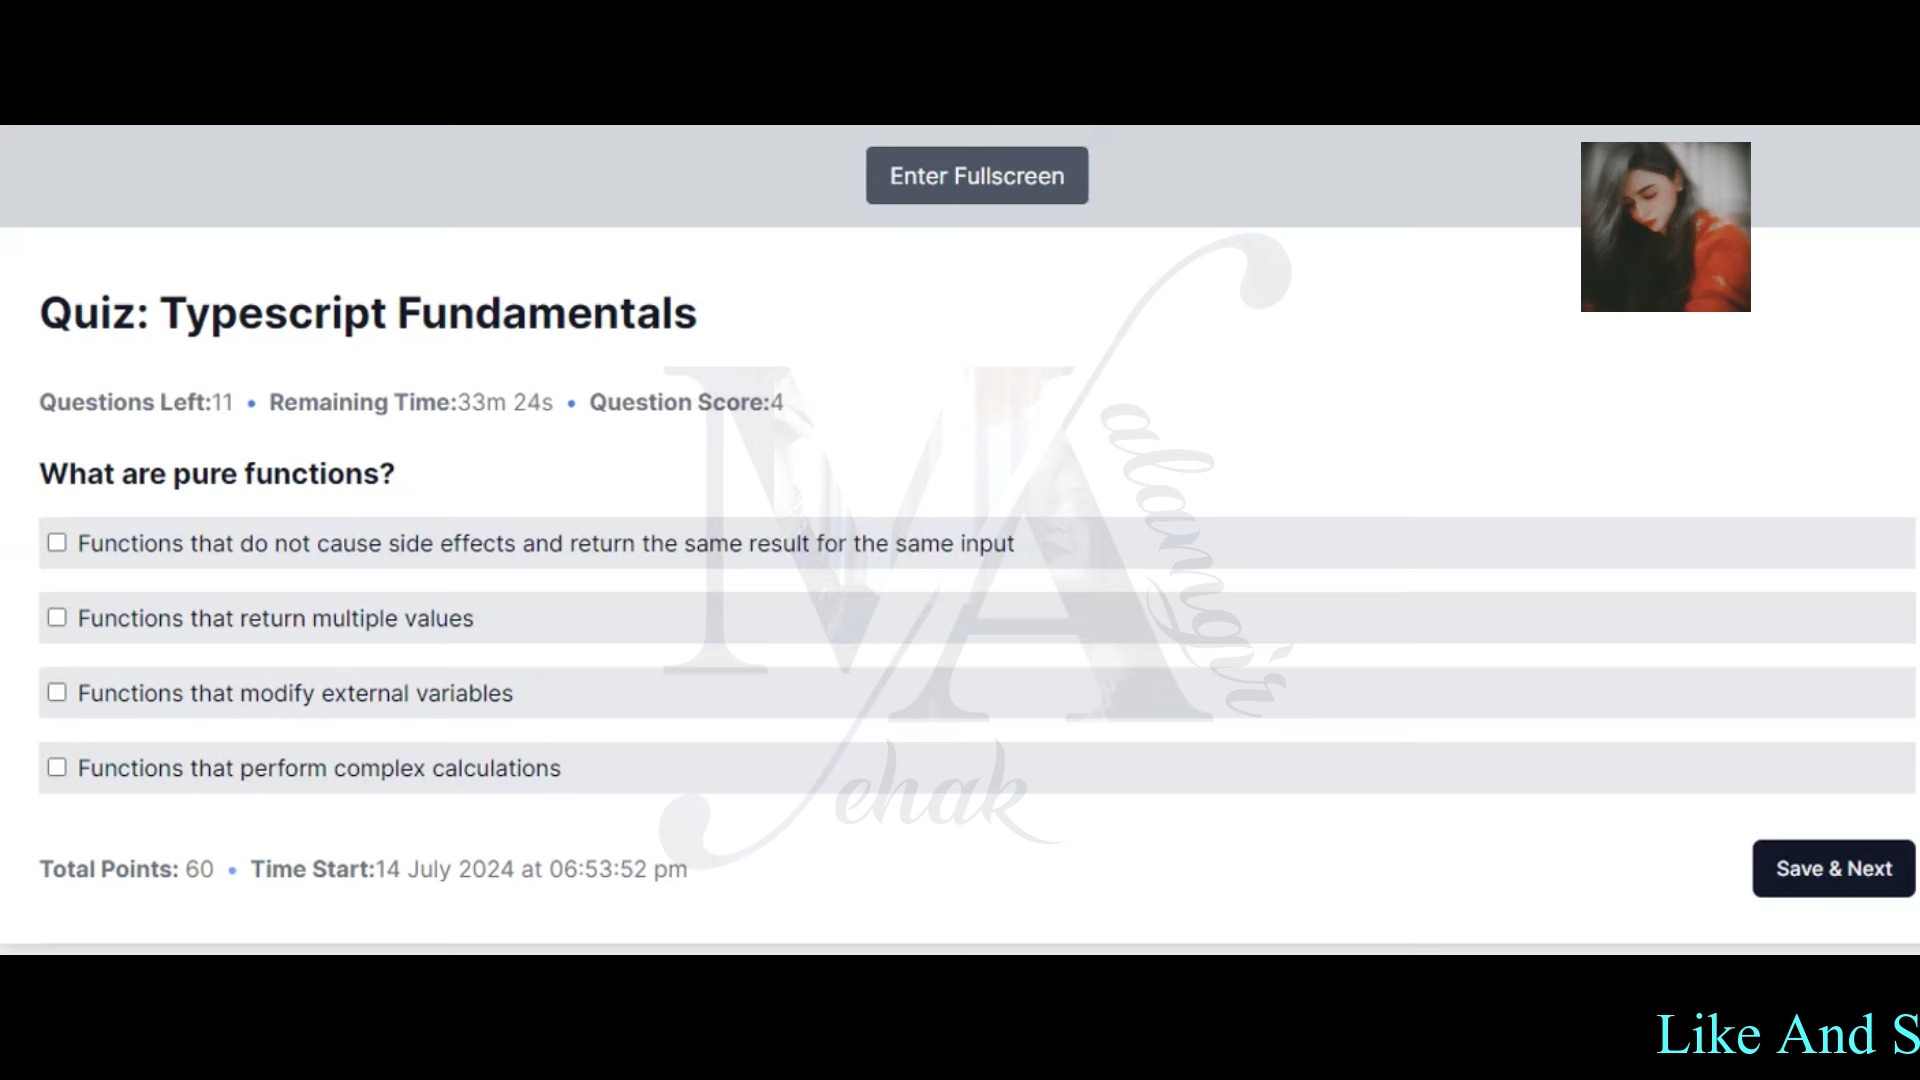 Enter Fullscreen
Quiz: Typescript Fundamentals
Questions Left:11 • Remaining Time:33m 24s • Question Score:4
What are pure functions?
Functions that do not cause side effects and return the same result for the same input
Functions that return multiple values
Functions that modify external variables
Functions that perform complex calculations
MA
alamgir
ehak
Total Points: 60 • Time Start:14 July 2024 at 06:53:52 pm
Save & Next
Like And S